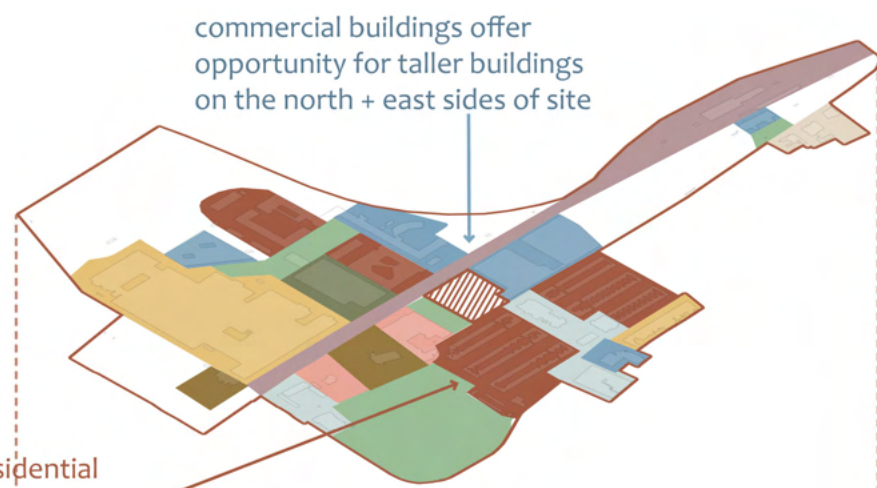 commercial buildings offer
opportunity for taller buildings
on the north + east sides of site
sidential